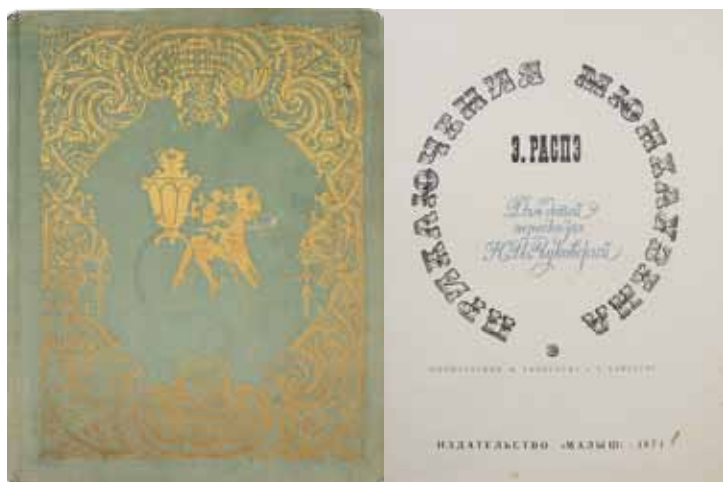 ПРИКЛЮЧЕНИЯ МЮНХАУЗЕНА
Э. РАСПЭ
Для детей
пересказал
К.И. Чуковский
ИЗДАТЕЛЬСТВО «МАЛЫШ»